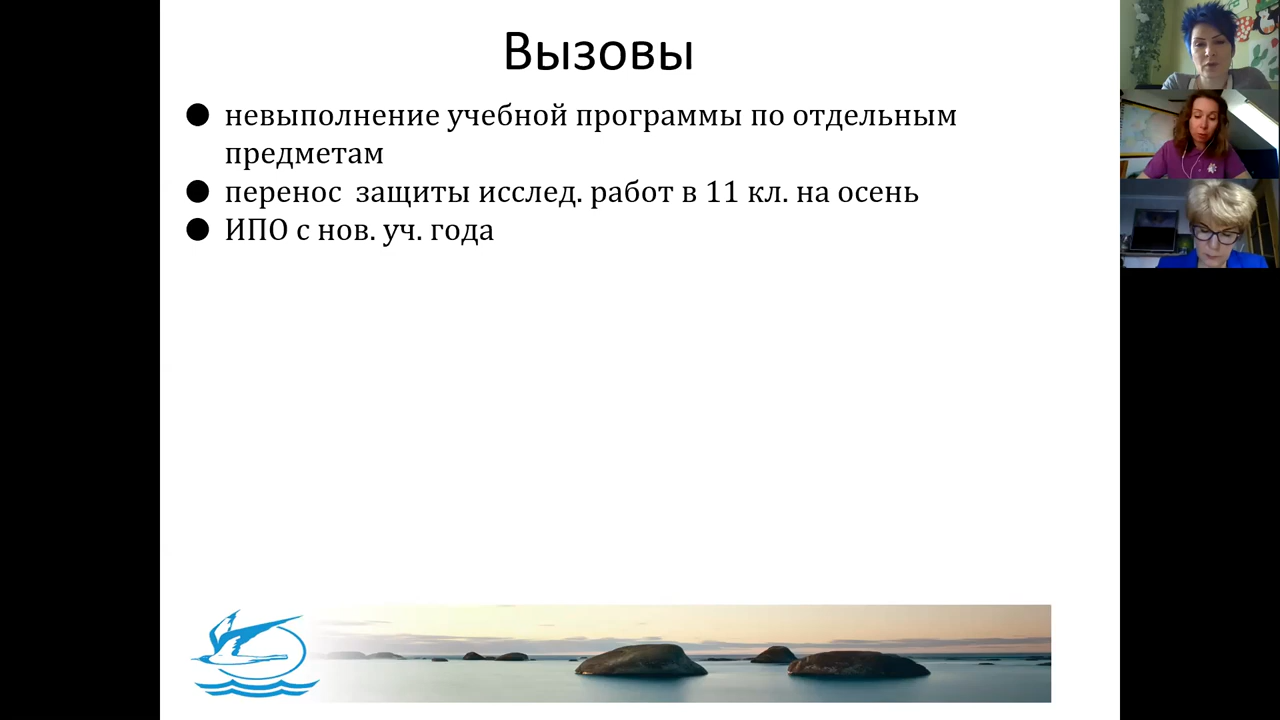 Вызовы
невыполнение учебной программы по отдельным
предметам
перенос защиты исслед. работ в 11 кл. на осень
ИПО с нов. уч. года